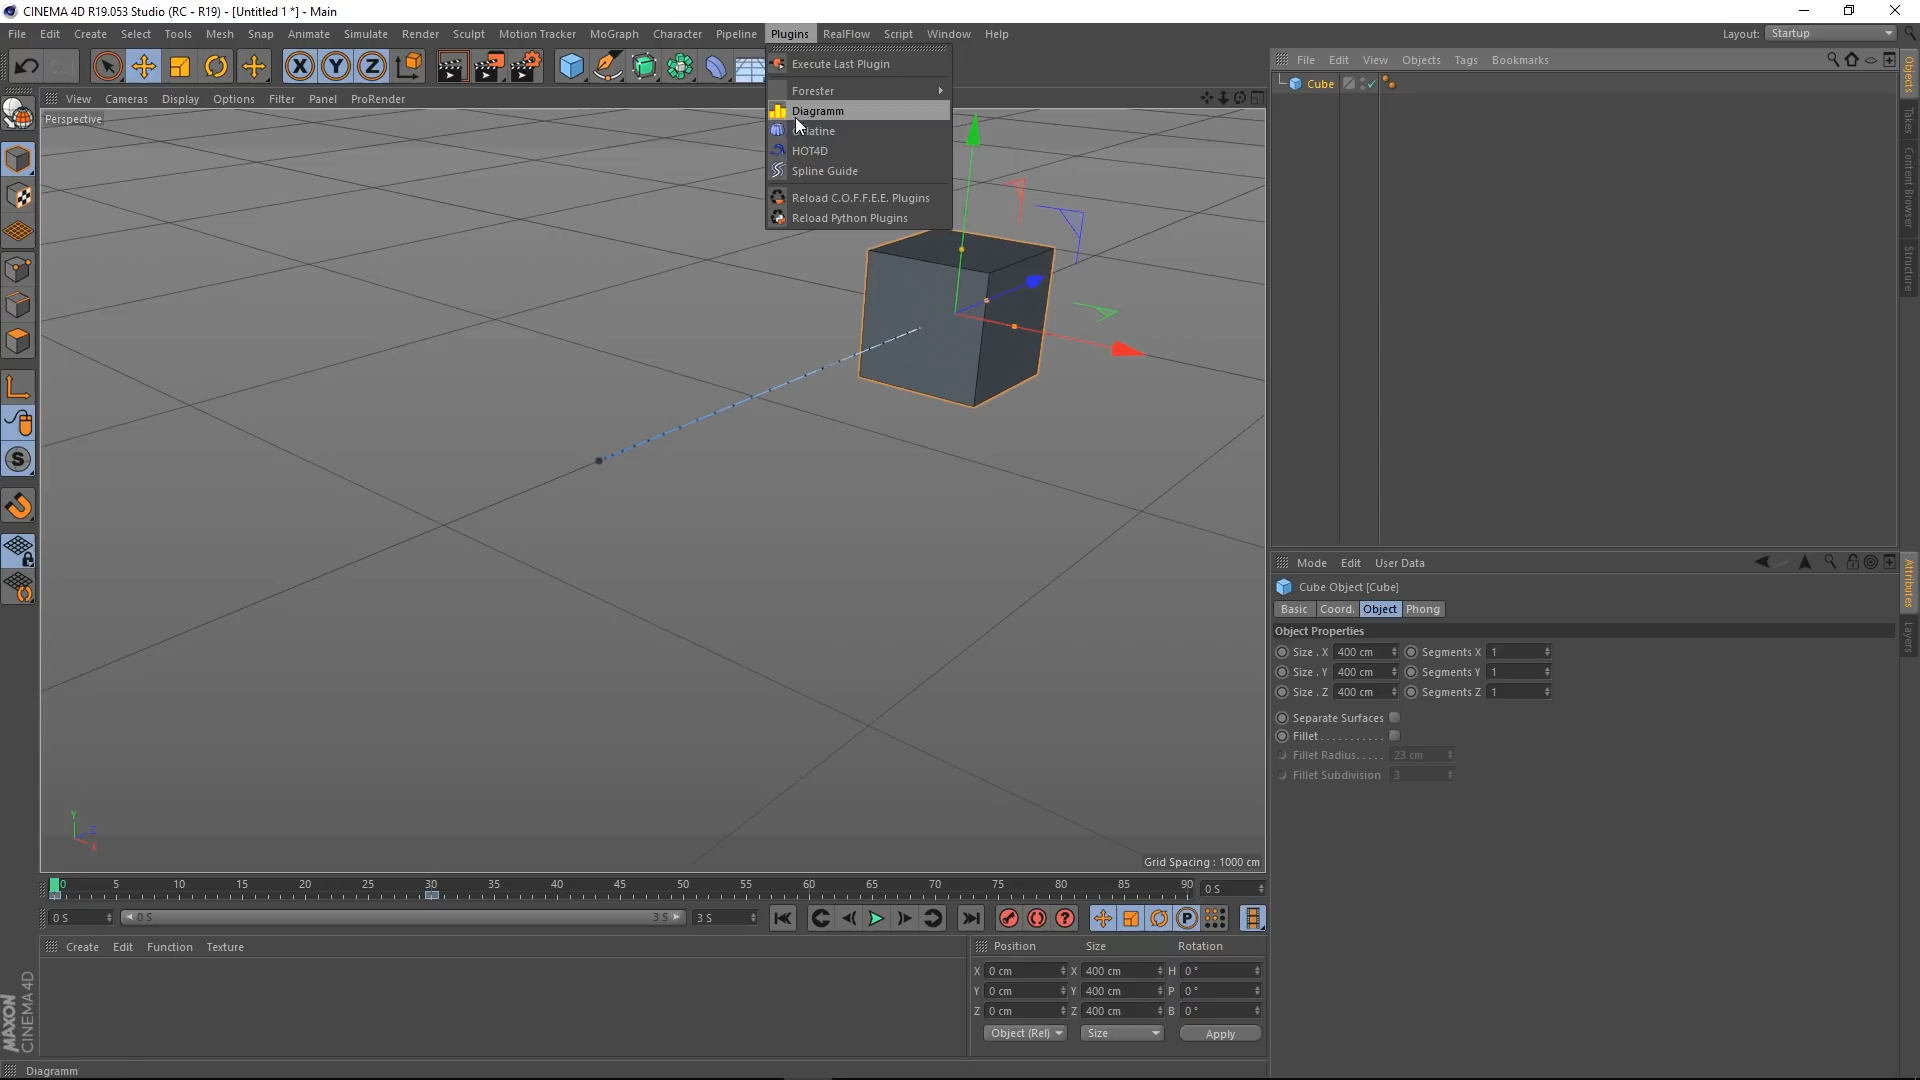 CINEMA 4D R19.053 Studio (RC - R19) - [Untitled 1 *] - Main
File Edit Create Select Tools Mesh Snap Animate Simulate Render Sculpt Motion Tracker MoGraph Character Pipeline Plugins RealFlow Script Window Help
Layout: Startup
X Y Z
Execute Last Plugin
Forester
Diagramm
latine
HOT4D
Spline Guide
Reload C.O.F.F.E.E. Plugins
Reload Python Plugins
View Cameras Display Options Filter Panel ProRender
Perspective
S
Y
Z
X
Grid Spacing : 1000 cm
File Edit View Objects Tags Bookmarks
Cube
Objects
Takes
Content Browser
Structure
Mode Edit User Data
Cube Object [Cube]
Basic Coord. Object Phong
Object Properties
Size . X 400 cm Segments X 1
Size . Y 400 cm Segments Y 1
Size . Z 400 cm Segments Z 1
Separate Surfaces
Fillet . . . . . . . . . . .
Fillet Radius. . . . . 23 cm
Fillet Subdivision 3
Attributes
Layers
0 5 10 15 20 25 30 35 40 45 50 55 60 65 70 75 80 85 90 0 S
0 S 0 S 3 S 3 S
? P
Create Edit Function Texture
Position Size Rotation
X 0 cm X 400 cm H 0 °
Y 0 cm Y 400 cm P 0 °
Z 0 cm Z 400 cm B 0 °
Object (Rel) Size Apply
MAXON
CINEMA 4D
Diagramm